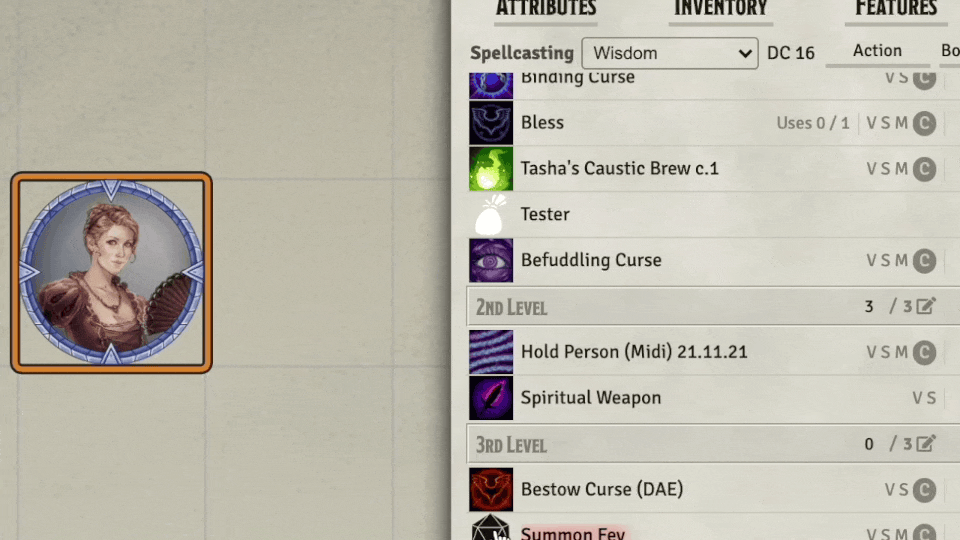 ATTRIBUTES INVENTORY FEATURES
Spellcasting Wisdom DC 16 Action Bo
Binding Curse V S C
Bless Uses 0 / 1 V S M C
Tasha's Caustic Brew c.1 V S M C
Tester
Befuddling Curse V S M C
2ND LEVEL 3 / 3
Hold Person (Midi) 21.11.21 V S M C
Spiritual Weapon V S
3RD LEVEL 0 / 3
Bestow Curse (DAE) V S C
Summon Fey V S M C